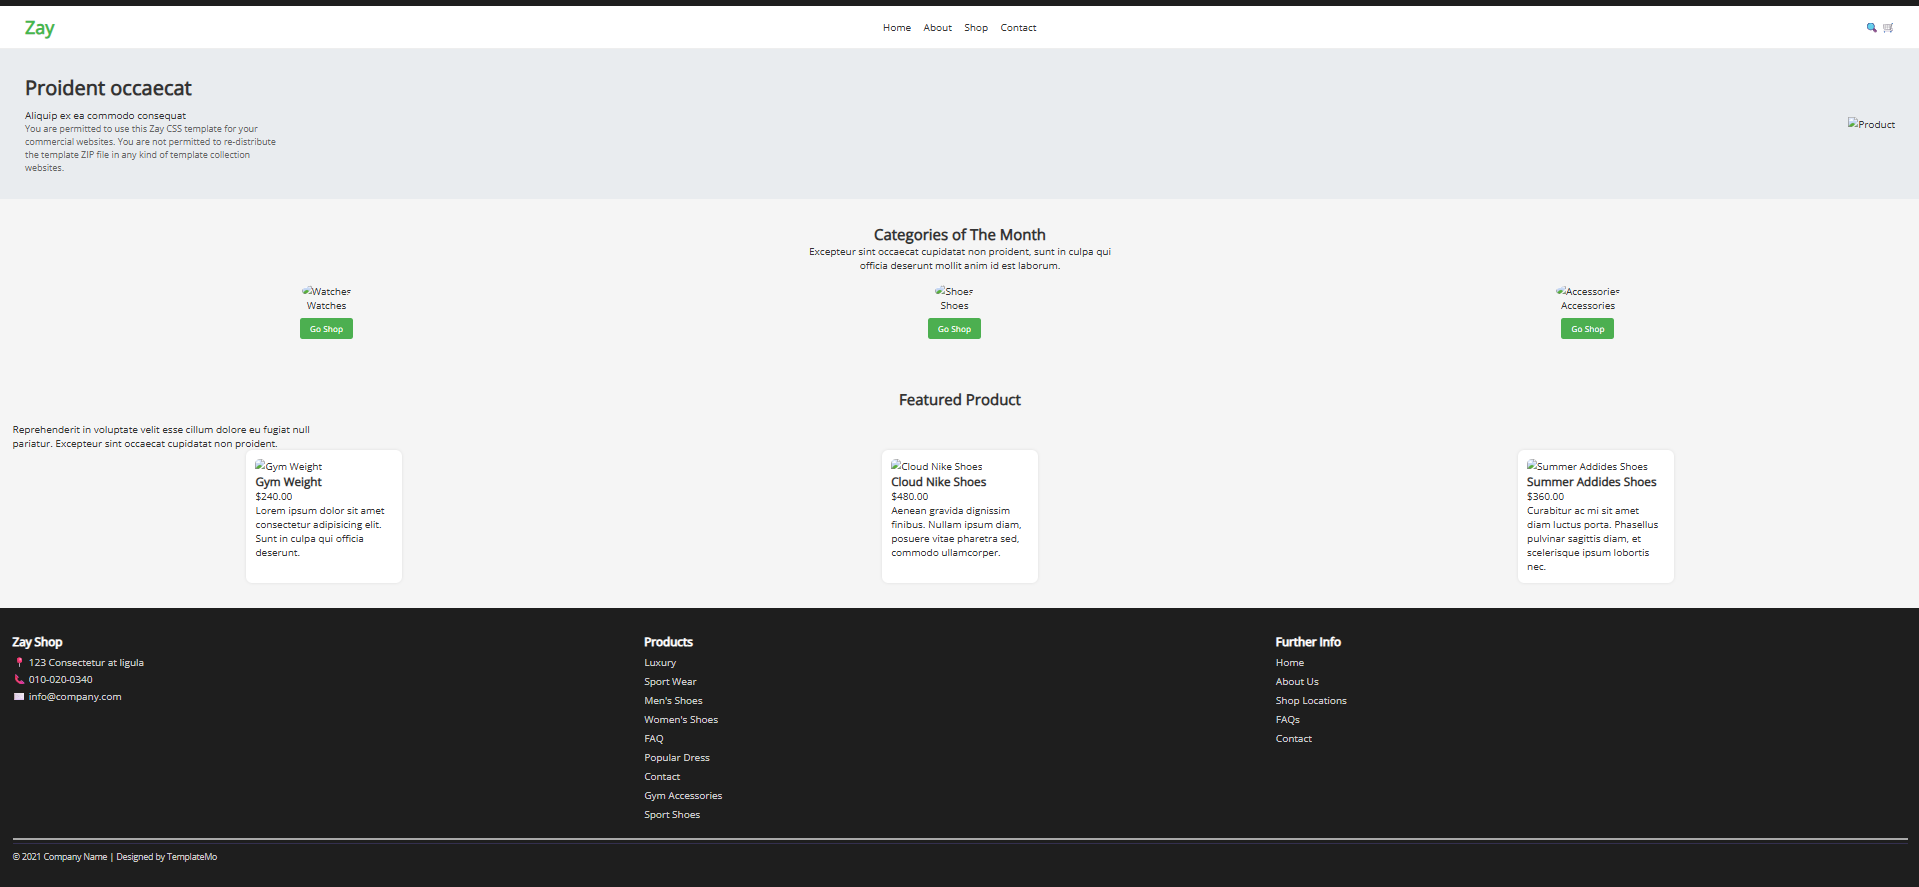 Zay
Home About Shop Contact
Proident occaecat
Aliquip ex ea commodo consequat
You are permitted to use this Zay CSS template for your
commercial websites. You are not permitted to re-distribute
the template ZIP file in any kind of template collection
websites.
Product
Categories of The Month
Excepteur sint occaecat cupidatat non proident, sunt in culpa qui
officia deserunt mollit anim id est laborum.
Watches
Watches
Go Shop
Shoes
Shoes
Go Shop
Accessories
Accessories
Go Shop
Featured Product
Reprehenderit in voluptate velit esse cillum dolore eu fugiat null
pariatur. Excepteur sint occaecat cupidatat non proident.
Gym Weight
Gym Weight
$240.00
Lorem ipsum dolor sit amet
consectetur adipisicing elit.
Sunt in culpa qui officia
deserunt.
Cloud Nike Shoes
Cloud Nike Shoes
$480.00
Aenean gravida dignissim
finibus. Nullam ipsum diam,
posuere vitae pharetra sed,
commodo ullamcorper.
Summer Addides Shoes
Summer Addides Shoes
$360.00
Curabitur ac mi sit amet
diam luctus porta. Phasellus
pulvinar sagittis diam, et
scelerisque ipsum lobortis
nec.
Zay Shop
123 Consectetur at ligula
010-020-0340
info@company.com
Products
Luxury
Sport Wear
Men's Shoes
Women's Shoes
FAQ
Popular Dress
Contact
Gym Accessories
Sport Shoes
Further Info
Home
About Us
Shop Locations
FAQs
Contact
© 2021 Company Name | Designed by TemplateMo